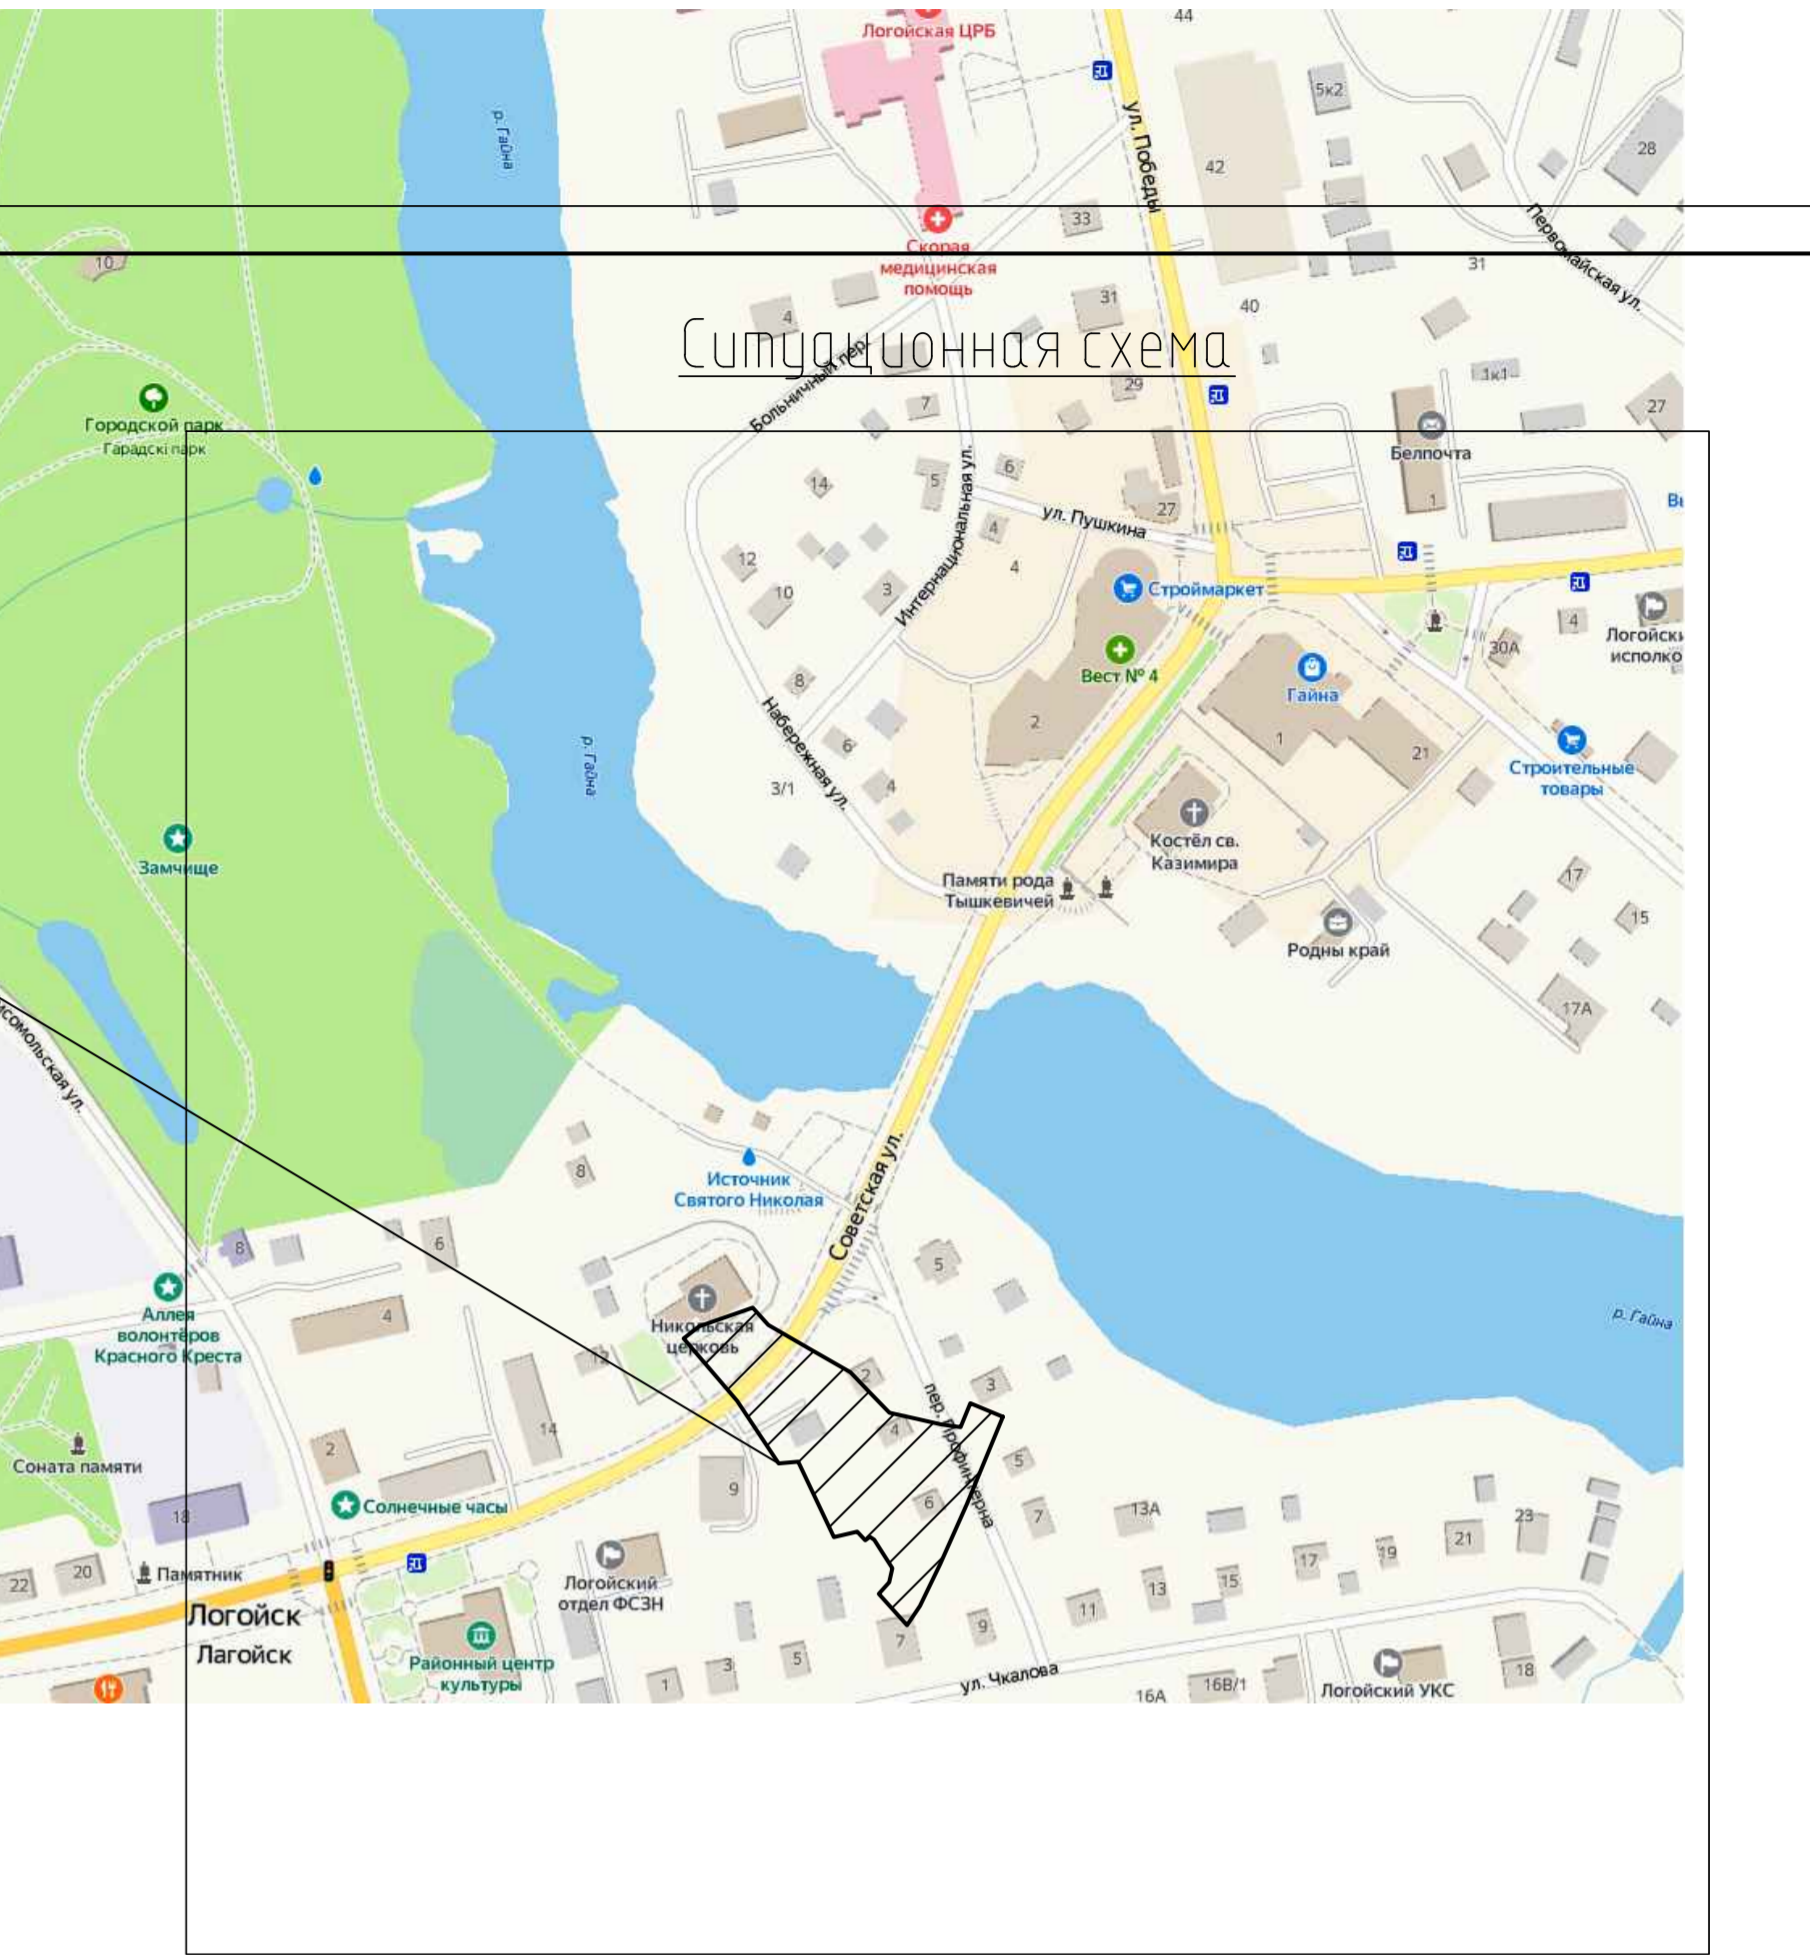 Логойская ЦРБ
44
р. Гайна
ул. Победы
5к2
42
28
33
Скорая
медицинская
помощь
Первомайская ул.
10
31
4
31
40
Ситуационная схема
Больничный пер.
29
1к1
Городской парк
Гарадскі парк
7
27
Белпочта
14
5
6
Интернациональная ул.
27
1
ул. Пушкина
4
4
12
10
3
Строймаркет
4
Логойски
исполко
30А
Вест № 4
Гайна
8
2
1
21
Набережная ул.
6
р. Гайна
3/1
4
Строительные
товары
Замчище
Костёл св.
Казимира
Памяти рода
Тышкевичей
17
15
Родны край
17А
сомольская ул.
Источник
Святого Николая
8
Советская ул.
8
6
5
Аллея
волонтёров
Красного Креста
4
Никольская
церковь
р. Гайна
12
2
3
пер. Профинтерна
14
4
2
Соната памяти
5
9
6
Солнечные часы
7
13А
18
23
21
19
17
22
20
Памятник
Логойский
отдел ФСЗН
13
15
Логойск
Лагойск
11
9
7
Районный центр
культуры
1
3
5
ул. Чкалова
16А
16В/1
Логойский УКС
18